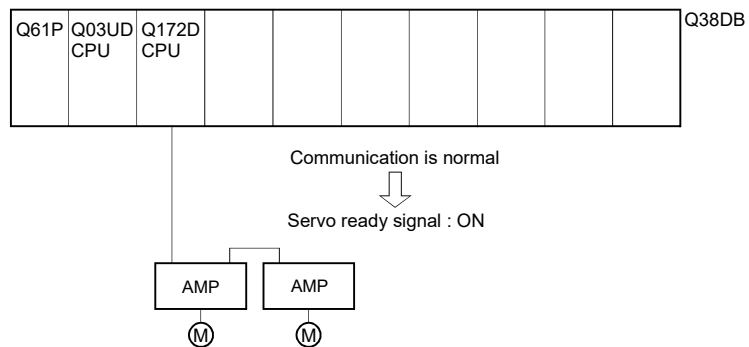 Q61P
Q03UD
CPU
Q172D
CPU
Q38DB
Communication is normal
Servo ready signal : ON
AMP
AMP
M
M